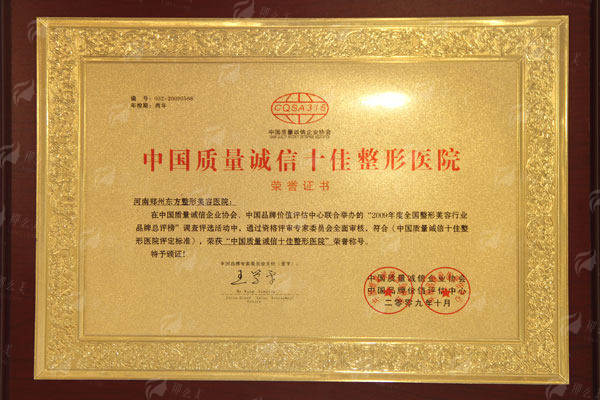 编 号：
年检期：两年
CQSA315
中国质量诚信企业协会
中国质量诚信十佳整形医院
荣誉证书
河南郑州东方整形美容医院：
在中国质量诚信企业协会、中国品牌价值评估中心联合举办的“2009年度全国整形美容行业
品牌总评榜”调查评选活动中，通过资格评审专家委员会全面审核，符合《中国质量诚信十佳整
形医院评定标准》，荣获“中国质量诚信十佳整形医院”荣誉称号。
特予颁证！
中国质量诚信企业协会
中国品牌价值评估中心
二零零九年十月